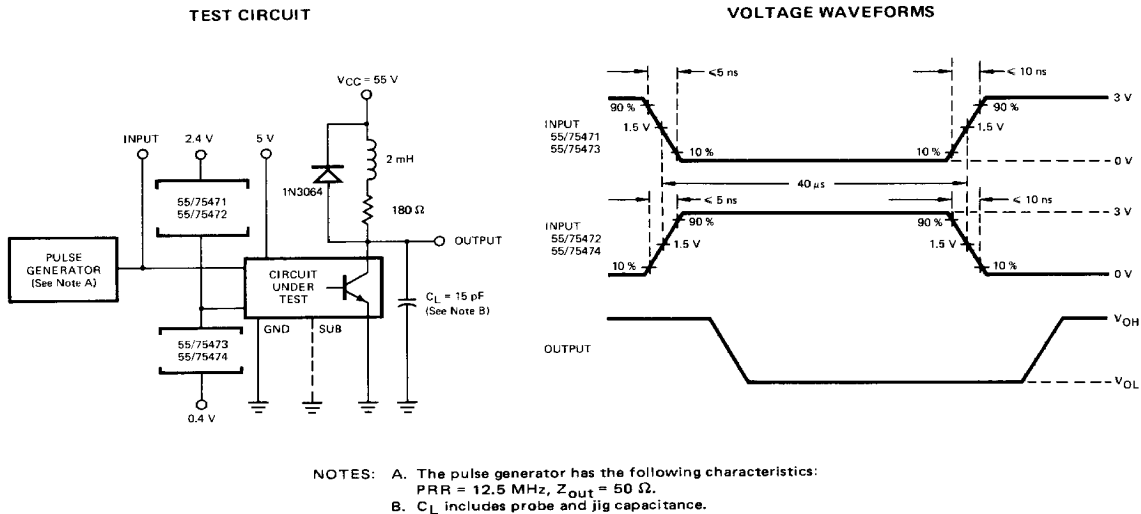 TEST CIRCUIT
VCC = 55 V
INPUT
2.4 V
5 V
2 mH
1N3064
180 Ω
55/75471
55/75472
OUTPUT
PULSE
GENERATOR
(See Note A)
CIRCUIT
UNDER
TEST
CL = 15 pF
(See Note B)
GND
SUB
55/75473
55/75474
0.4 V
VOLTAGE WAVEFORMS
≤5 ns
≤ 10 ns
3 V
90%
90%
INPUT
55/75471
55/75473
1.5 V
1.5 V
10 %
10 %
0 V
40 µs
≤ 5 ns
≤ 10 ns
3 V
INPUT
55/75472
55/75474
90%
90%
1.5 V
1.5 V
10%
10%
0 V
VOH
OUTPUT
VOL
NOTES: A. The pulse generator has the following characteristics:
PRR = 12.5 MHz, Zout = 50 Ω.
B. CL includes probe and jig capacitance.